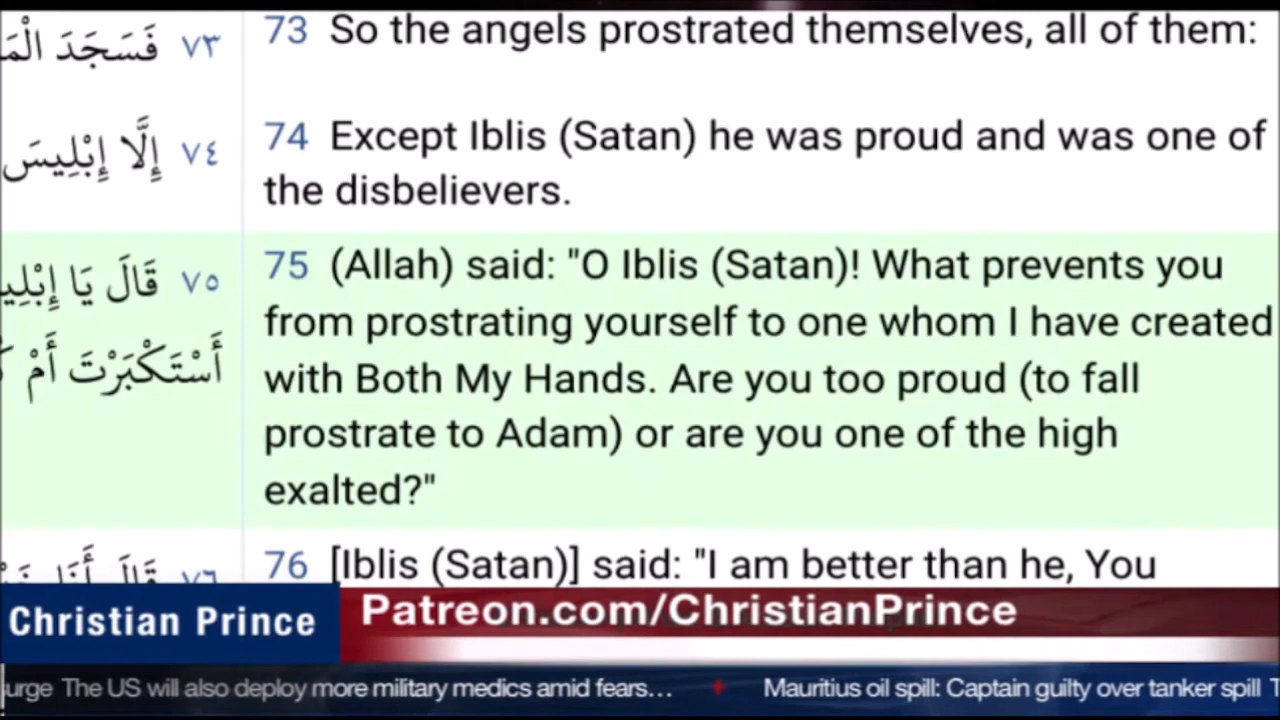 73 So the angels prostrated themselves, all of them:
فَسَجَدَ ٧٣
74 Except Iblis (Satan) he was proud and was one of
the disbelievers.
إِلَّا إِبْلِيسَ ٧٤
75 (Allah) said: "O Iblis (Satan)! What prevents you
from prostrating yourself to one whom I have created
with Both My Hands. Are you too proud (to fall
prostrate to Adam) or are you one of the high
exalted?"
قَالَ يَا ٧٥
أَسْتَكْبَرْتَ أَمْ
76 [Iblis (Satan)] said: "I am better than he, You
Christian Prince
Patreon.com/ChristianPrince
The US will also deploy more military medics amid fears... Mauritius oil spill: Captain guilty over tanker spill